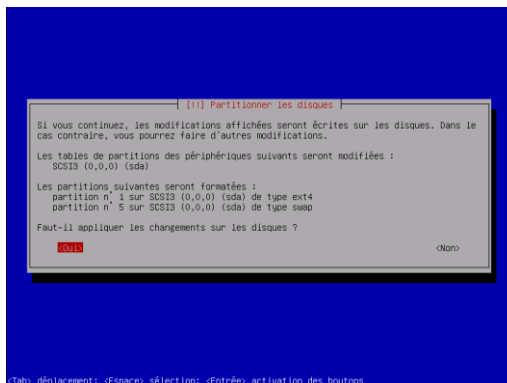 [!!] Partitionner les disques
Si vous continuez, les modifications affichées seront écrites sur les disques. Dans le
cas contraire, vous pourrez faire d'autres modifications.
Les tables de partitions des périphériques suivants seront modifiées :
SCSI3 (0,0,0) (sda)
Les partitions suivantes seront formatées :
partition n° 1 sur SCSI3 (0,0,0) (sda) de type ext4
partition n° 5 sur SCSI3 (0,0,0) (sda) de type swap
Faut-il appliquer les changements sur les disques ?
<Oui> <Non>
<Tab> déplacement; <Espace> sélection; <Entrée> activation des boutons